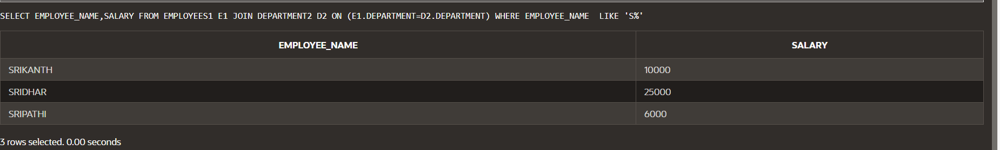 SELECT EMPLOYEE_NAME,SALARY FROM EMPLOYEES1 E1 JOIN DEPARTMENT2 D2 ON (E1.DEPARTMENT=D2.DEPARTMENT) WHERE EMPLOYEE_NAME  LIKE 'S%'
EMPLOYEE_NAME SALARY
SRIKANTH 10000
SRIDHAR 25000
SRIPATHI 6000
3 rows selected. 0.00 seconds